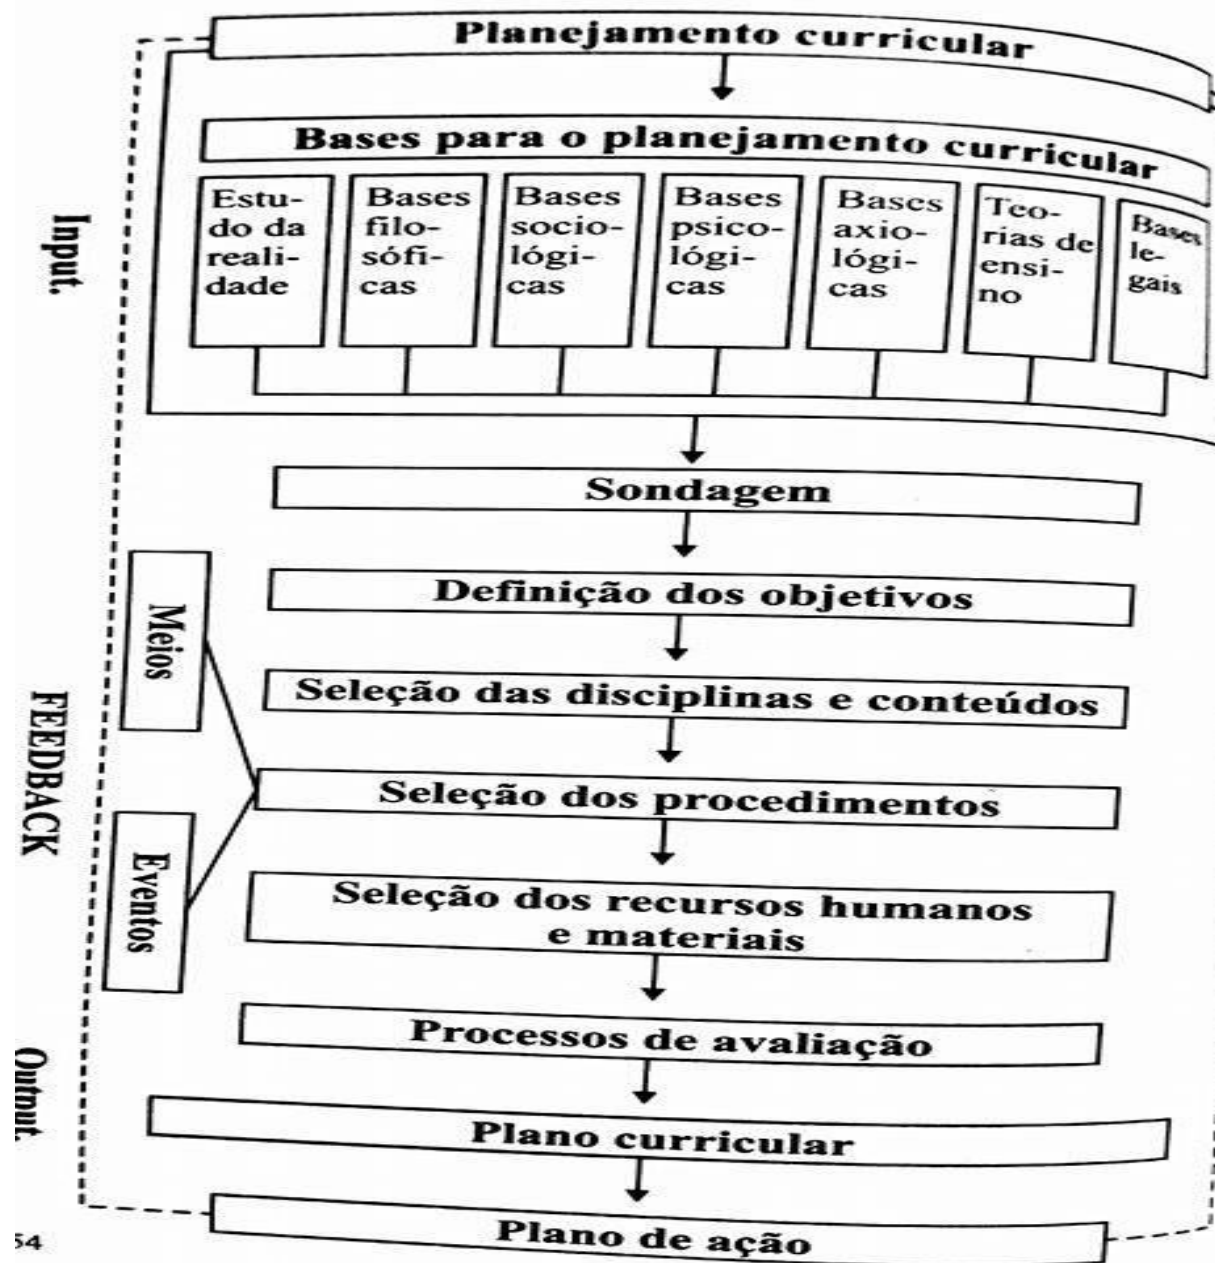 Planejamento curricular
Bases para o planejamento curricular
Estu-
do da
reali-
dade
Bases
filo-
sófi-
cas
Bases
socio-
lógi-
cas
Bases
psico-
lógi-
cas
Bases
axio-
lógi-
cas
Teo-
rias de
ensi-
no
Bases
le-
gais
Input.
Sondagem
Definição dos objetivos
Meios
Seleção das disciplinas e conteúdos
FEEDBACK
Seleção dos procedimentos
Eventos
Seleção dos recursos humanos
e materiais
Processos de avaliação
Output.
Plano curricular
Plano de ação
54